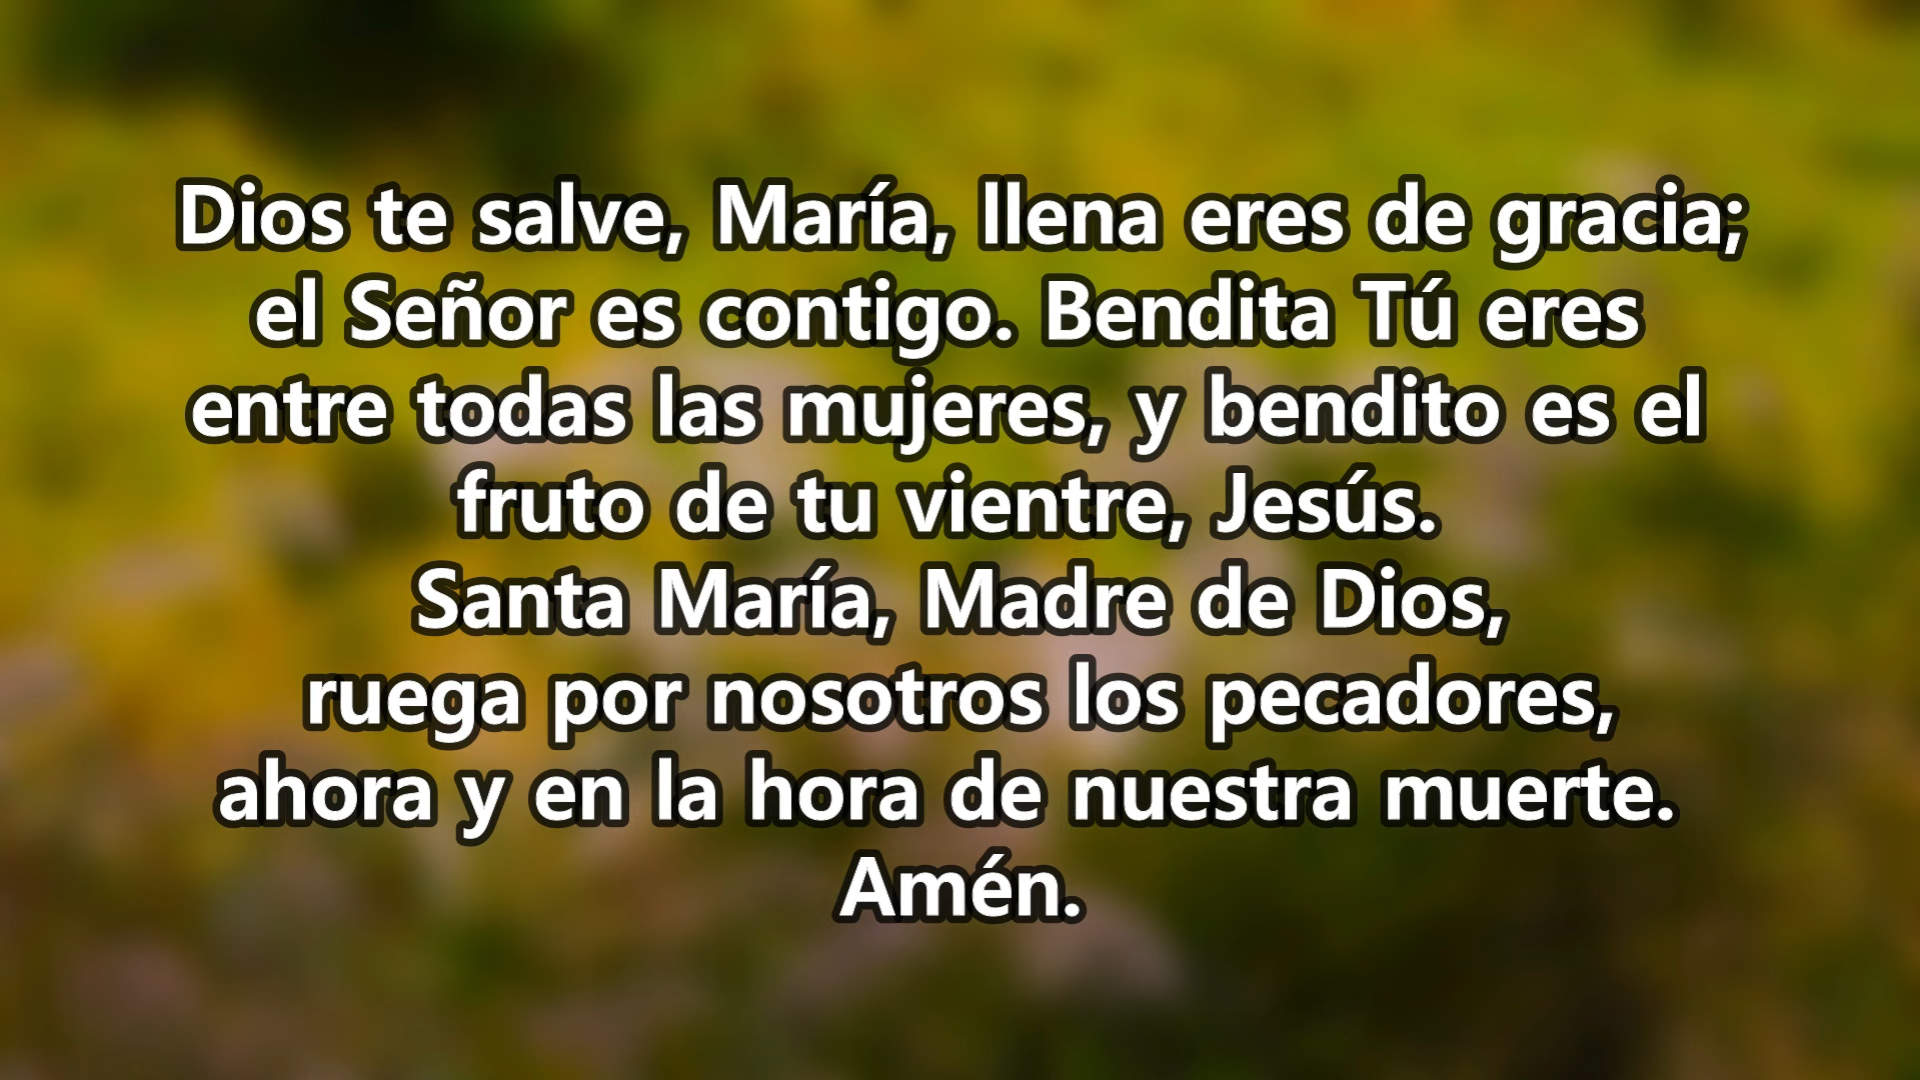 Dios te salve, María, llena eres de gracia;
el Señor es contigo. Bendita Tú eres
entre todas las mujeres, y bendito es el
fruto de tu vientre, Jesús.
Santa María, Madre de Dios,
ruega por nosotros los pecadores,
ahora y en la hora de nuestra muerte.
Amén.